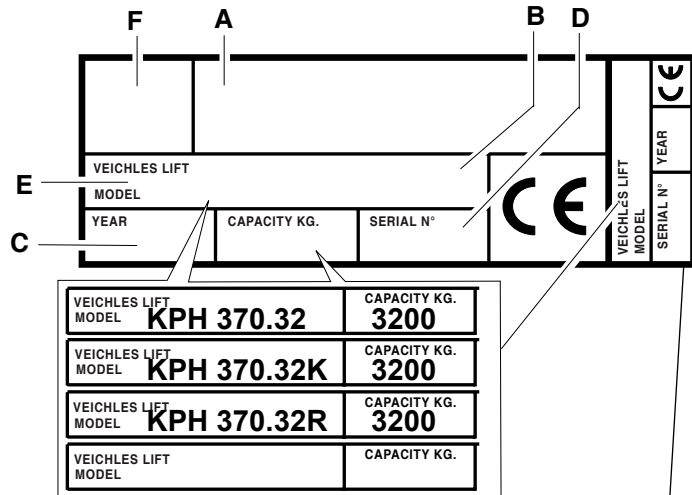 F A B D
VEICHLES LIFT
MODEL
E
YEAR
CAPACITY KG.
SERIAL N°
C
CE
VEICHLES LIFT
MODEL
SERIAL N°
YEAR
CE
VEICHLES LIFT
MODEL KPH 370.32
CAPACITY KG.
3200
VEICHLES LIFT
MODEL KPH 370.32K
CAPACITY KG.
3200
VEICHLES LIFT
MODEL KPH 370.32R
CAPACITY KG.
3200
VEICHLES LIFT
MODEL
CAPACITY KG.